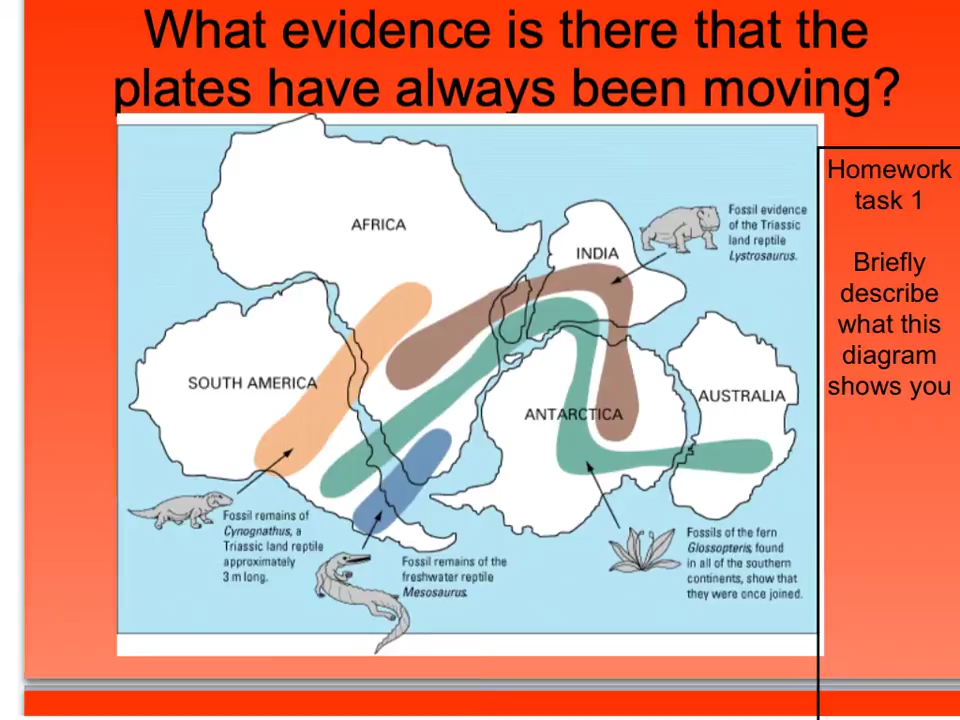 What evidence is there that the
plates have always been moving?
Homework
task 1
Briefly
describe
what this
diagram
shows you
AFRICA
INDIA
Fossil evidence
of the Triassic
land reptile
Lystrosaurus.
SOUTH AMERICA
ANTARCTICA
AUSTRALIA
Fossil remains of
Cynognathus, a
Triassic land reptile
approximately
3 m long.
Fossil remains of the
freshwater reptile
Mesosaurus.
Fossils of the fern
Glossopteris, found
in all of the southern
continents, show that
they were once joined.